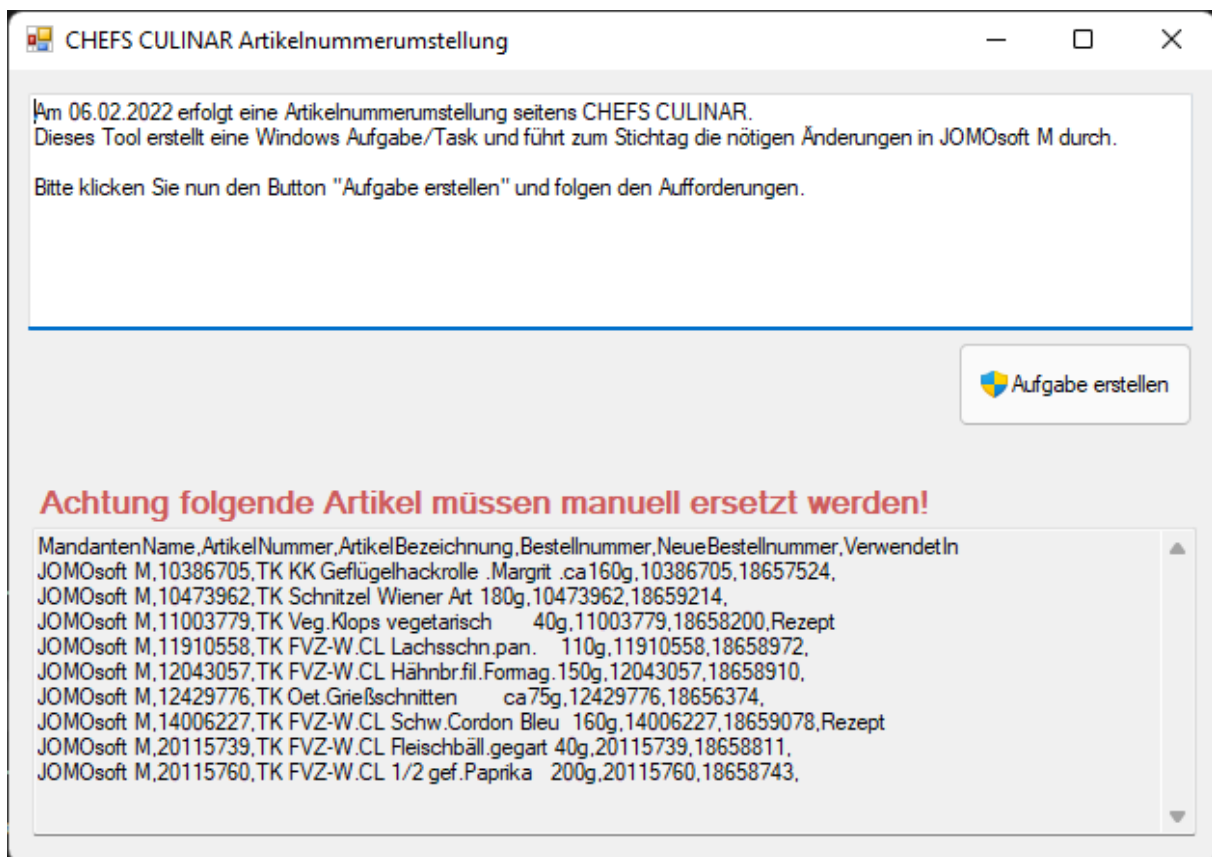 CHEFS CULINAR Artikelnummerumstellung
Am 06.02.2022 erfolgt eine Artikelnummerumstellung seitens CHEFS CULINAR.
Dieses Tool erstellt eine Windows Aufgabe/Task und führt zum Stichtag die nötigen Änderungen in JOMOsoft M durch.
Bitte klicken Sie nun den Button "Aufgabe erstellen" und folgen den Aufforderungen.
Aufgabe erstellen
Achtung folgende Artikel müssen manuell ersetzt werden!
MandantenName,ArtikelNummer,ArtikelBezeichnung,Bestellnummer,NeueBestellnummer,VerwendetIn
JOMOsoft M,10386705,TK KK Geflügelhackrolle .Margrit .ca160g,10386705,18657524,
JOMOsoft M,10473962,TK Schnitzel Wiener Art 180g,10473962,18659214,
JOMOsoft M,11003779,TK Veg.Klops vegetarisch      40g,11003779,18658200,Rezept
JOMOsoft M,11910558,TK FVZ-W.CL Lachsschn.pan.    110g,11910558,18658972,
JOMOsoft M,12043057,TK FVZ-W.CL Hähnbr.fil.Formag.150g,12043057,18658910,
JOMOsoft M,12429776,TK Oet.Grießschnitten        ca75g,12429776,18656374,
JOMOsoft M,14006227,TK FVZ-W.CL Schw.Cordon Bleu  160g,14006227,18659078,Rezept
JOMOsoft M,20115739,TK FVZ-W.CL Fleischbäll.gegart 40g,20115739,18658811,
JOMOsoft M,20115760,TK FVZ-W.CL 1/2 gef.Paprika   200g,20115760,18658743,